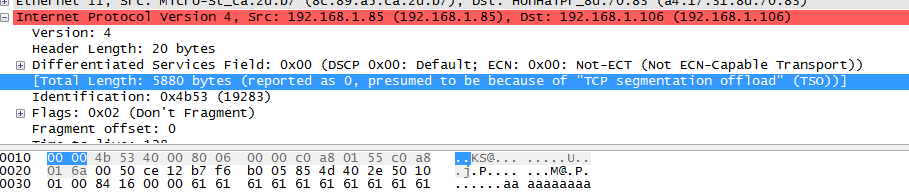 Ethernet II, Src: Micro-St_ca:2d:b7 (8c:89:a5:ca:2d:b7), Dst: HonHaiPr_8d:70:83 (a4:17:31:8d:70:83)
Internet Protocol Version 4, Src: 192.168.1.85 (192.168.1.85), Dst: 192.168.1.106 (192.168.1.106)
Version: 4
Header Length: 20 bytes
Differentiated Services Field: 0x00 (DSCP 0x00: Default; ECN: 0x00: Not-ECT (Not ECN-Capable Transport))
[Total Length: 5880 bytes (reported as 0, presumed to be because of "TCP segmentation offload" (TSO))]
Identification: 0x4b53 (19283)
Flags: 0x02 (Don't Fragment)
Fragment offset: 0
Time to live: 128
0010 00 00 4b 53 40 00 80 06 00 00 c0 a8 01 55 c0 a8 ..KS@... .....U..
0020 01 6a 00 50 ce 12 b7 f6 b0 05 85 4d 40 2e 50 10 .j.P.... ...M@.P.
0030 01 00 84 16 00 00 61 61 61 61 61 61 61 61 61 61 ......aa aaaaaaaa